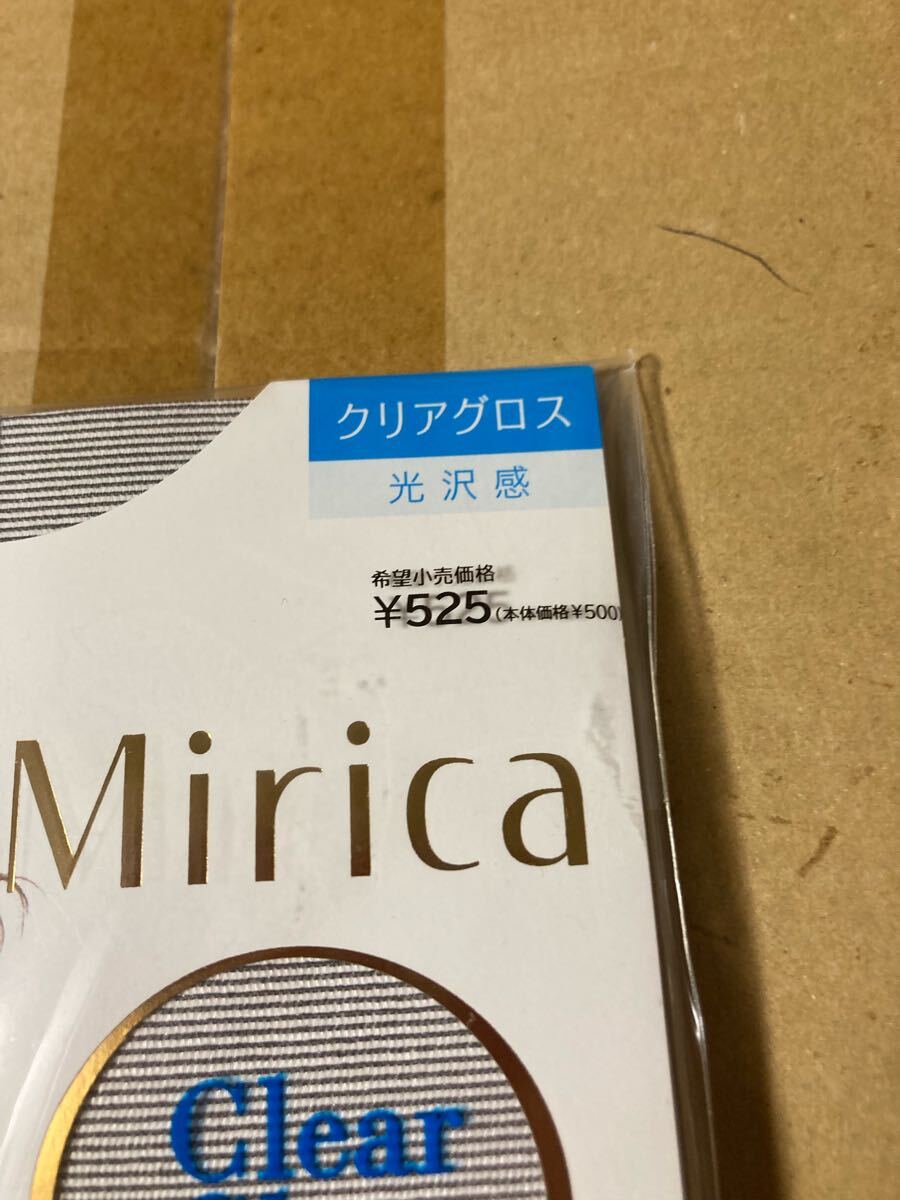 クリアグロス
光沢感
希望小売価格
¥525(本体価格¥500)
Mirica
Clear